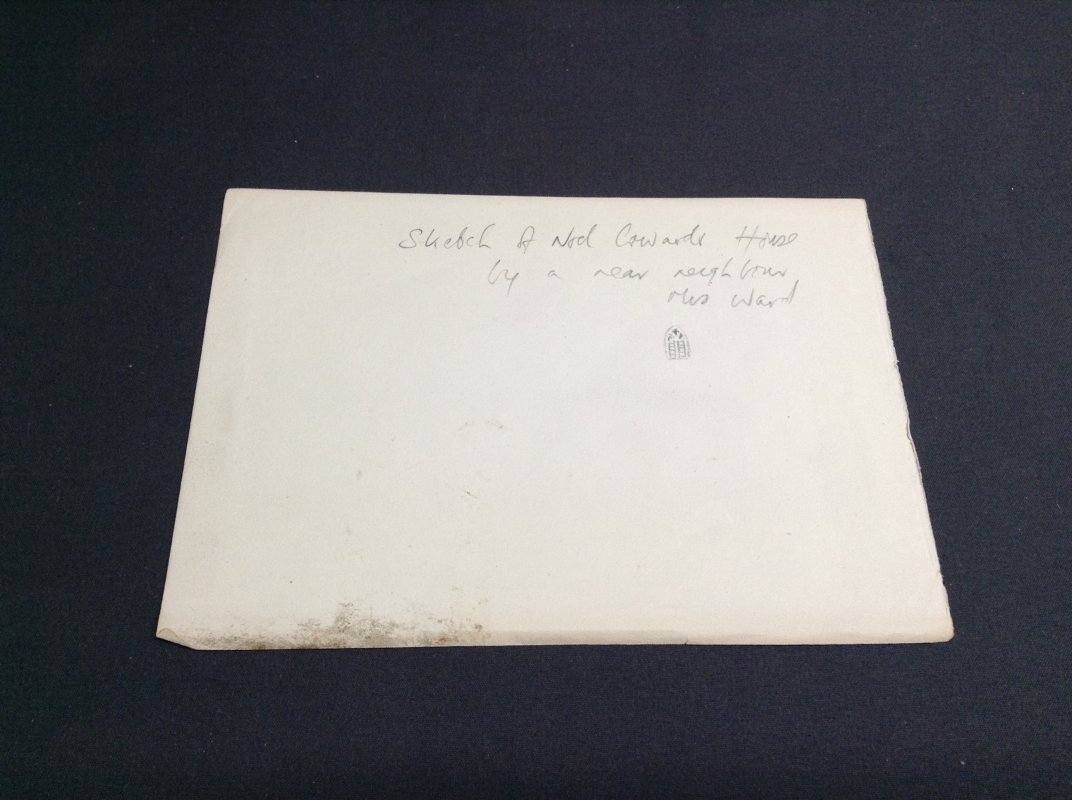 Sketch of Noel Cowards House
by a near neighbour
Mrs Ward